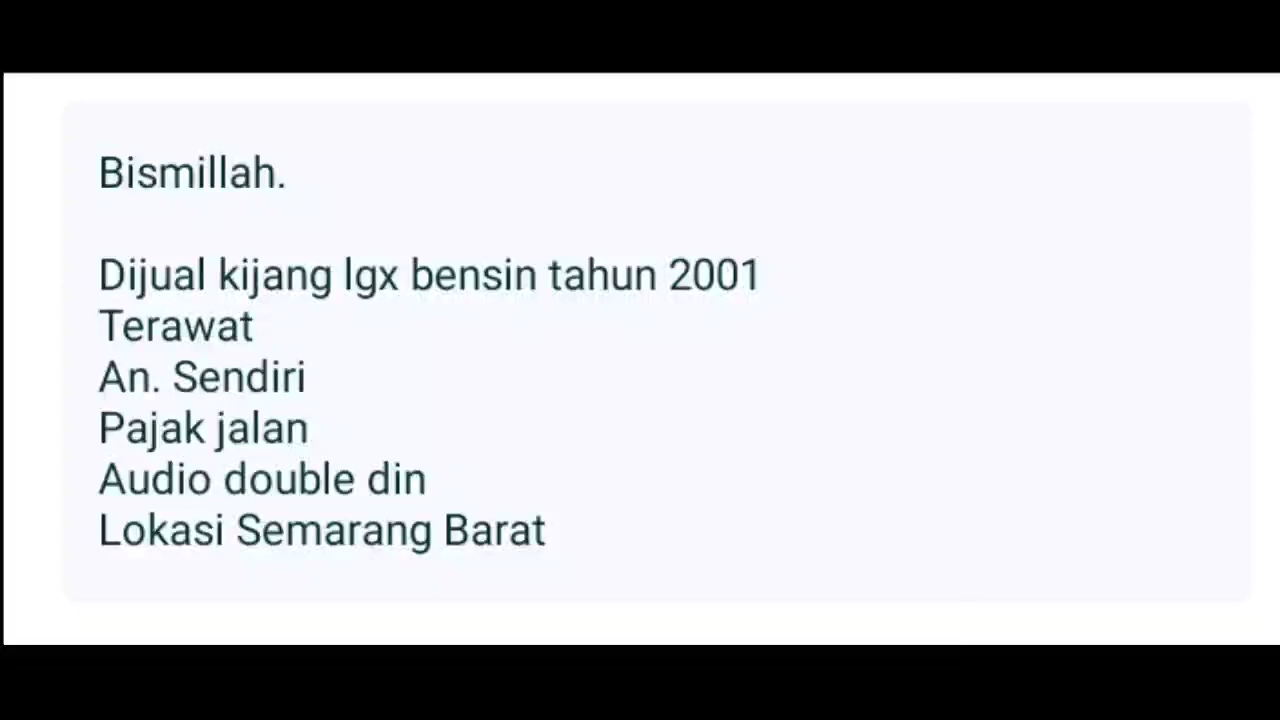 Bismillah.
Dijual kijang lgx bensin tahun 2001
Terawat
An. Sendiri
Pajak jalan
Audio double din
Lokasi Semarang Barat